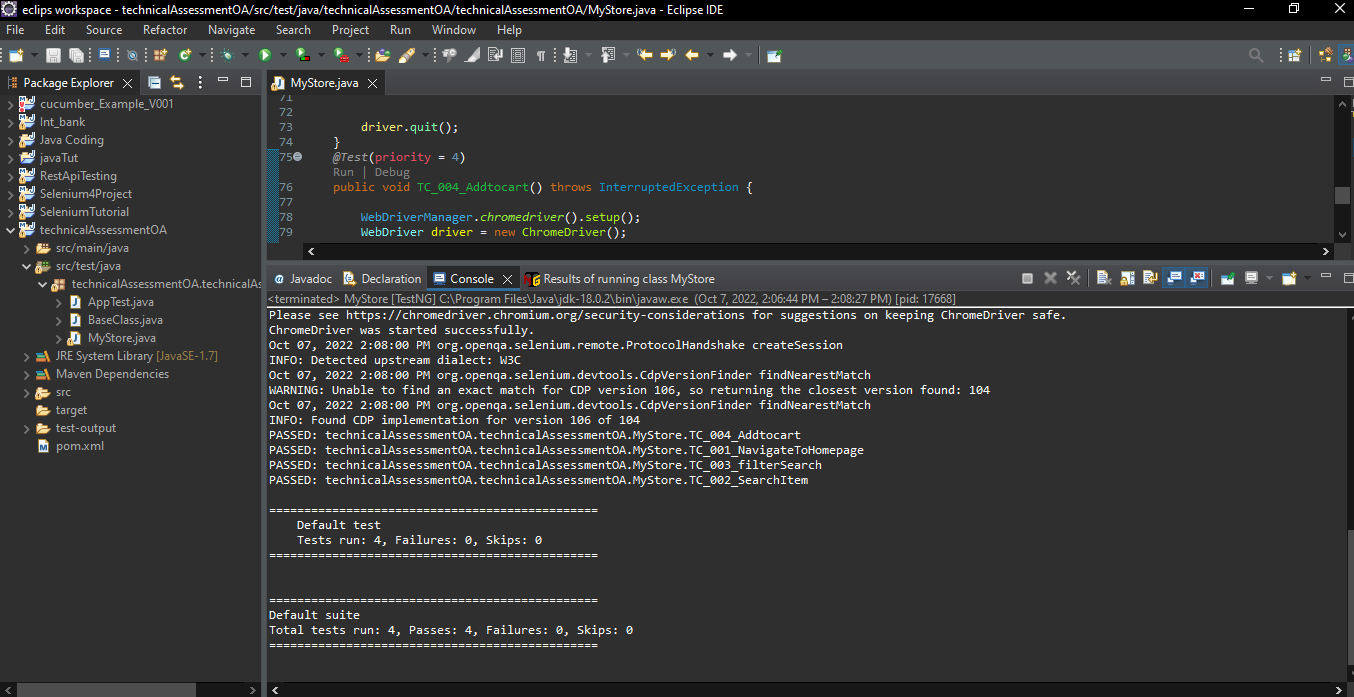 eclips workspace - technicalAssessmentOA/src/test/java/technicalAssessmentOA/technicalAssessmentOA/MyStore.java - Eclipse IDE
File Edit Source Refactor Navigate Search Project Run Window Help
Package Explorer
cucumber_Example_V001
Int_bank
Java Coding
javaTut
RestApiTesting
Selenium4Project
SeleniumTutorial
technicalAssessmentOA
src/main/java
src/test/java
technicalAssessmentOA.technicalAs
AppTest.java
BaseClass.java
MyStore.java
JRE System Library [JavaSE-1.7]
Maven Dependencies
src
target
test-output
pom.xml
MyStore.java
71
72
73 driver.quit();
74 }
75 @Test(priority = 4)
Run | Debug
76 public void TC_004_Addtocart() throws InterruptedException {
77
78 WebDriverManager.chromedriver().setup();
79 WebDriver driver = new ChromeDriver();
Javadoc Declaration Console Results of running class MyStore
<terminated> MyStore [TestNG] C:\Program Files\Java\jdk-18.0.2\bin\javaw.exe (Oct 7, 2022, 2:06:44 PM – 2:08:27 PM) [pid: 17668]
Please see https://chromedriver.chromium.org/security-considerations for suggestions on keeping ChromeDriver safe.
ChromeDriver was started successfully.
Oct 07, 2022 2:08:00 PM org.openqa.selenium.remote.ProtocolHandshake createSession
INFO: Detected upstream dialect: W3C
Oct 07, 2022 2:08:00 PM org.openqa.selenium.devtools.CdpVersionFinder findNearestMatch
WARNING: Unable to find an exact match for CDP version 106, so returning the closest version found: 104
Oct 07, 2022 2:08:00 PM org.openqa.selenium.devtools.CdpVersionFinder findNearestMatch
INFO: Found CDP implementation for version 106 of 104
PASSED: technicalAssessmentOA.technicalAssessmentOA.MyStore.TC_004_Addtocart
PASSED: technicalAssessmentOA.technicalAssessmentOA.MyStore.TC_001_NavigateToHomepage
PASSED: technicalAssessmentOA.technicalAssessmentOA.MyStore.TC_003_filterSearch
PASSED: technicalAssessmentOA.technicalAssessmentOA.MyStore.TC_002_SearchItem
===============================================
Default test
Tests run: 4, Failures: 0, Skips: 0
===============================================
===============================================
Default suite
Total tests run: 4, Passes: 4, Failures: 0, Skips: 0
===============================================